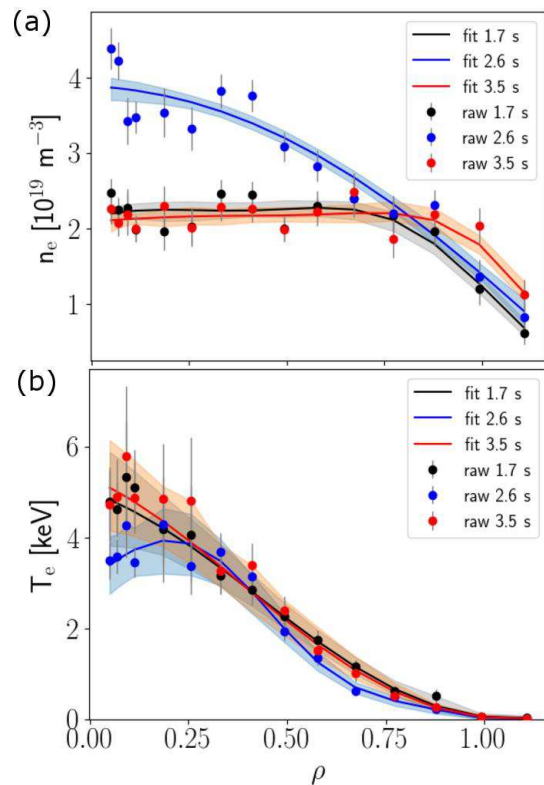 (a)
n_e [10^19 m^−3]
4
3
2
1
fit 1.7 s
fit 2.6 s
fit 3.5 s
raw 1.7 s
raw 2.6 s
raw 3.5 s
(b)
T_e [keV]
6
4
2
0
fit 1.7 s
fit 2.6 s
fit 3.5 s
raw 1.7 s
raw 2.6 s
raw 3.5 s
0.00 0.25 0.50 0.75 1.00
ρ